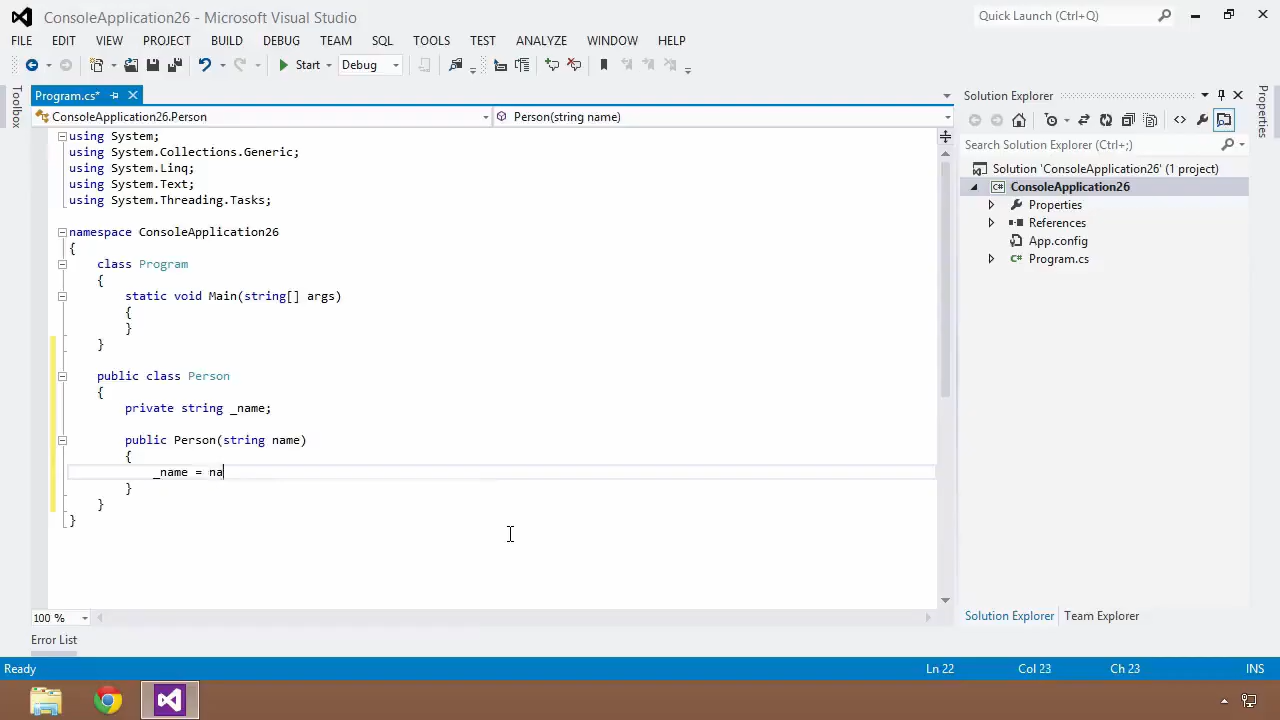 ConsoleApplication26 - Microsoft Visual Studio
Quick Launch (Ctrl+Q)
FILE EDIT VIEW PROJECT BUILD DEBUG TEAM SQL TOOLS TEST ANALYZE WINDOW HELP
Start Debug
Toolbox
Program.cs*
ConsoleApplication26.Person
Person(string name)
using System;
using System.Collections.Generic;
using System.Linq;
using System.Text;
using System.Threading.Tasks;
namespace ConsoleApplication26
{
class Program
{
static void Main(string[] args)
{
}
}
public class Person
{
private string _name;
public Person(string name)
{
_name = na
}
}
}
100 %
Error List
Solution Explorer
Search Solution Explorer (Ctrl+;)
Solution 'ConsoleApplication26' (1 project)
C# ConsoleApplication26
Properties
References
App.config
C# Program.cs
Solution Explorer Team Explorer
Properties
Ready Ln 22 Col 23 Ch 23 INS